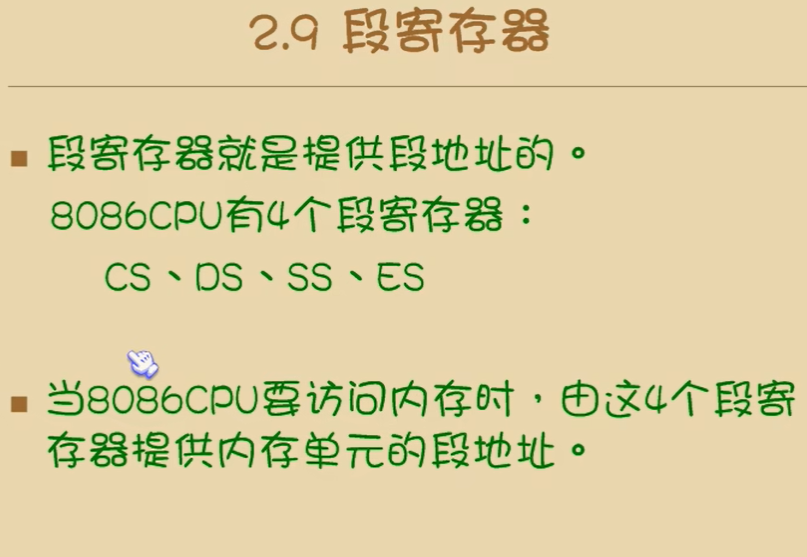 2.9 段寄存器
段寄存器就是提供段地址的。
8086CPU有4个段寄存器：
CS、DS、SS、ES
当8086CPU要访问内存时，由这4个段寄
存器提供内存单元的段地址。